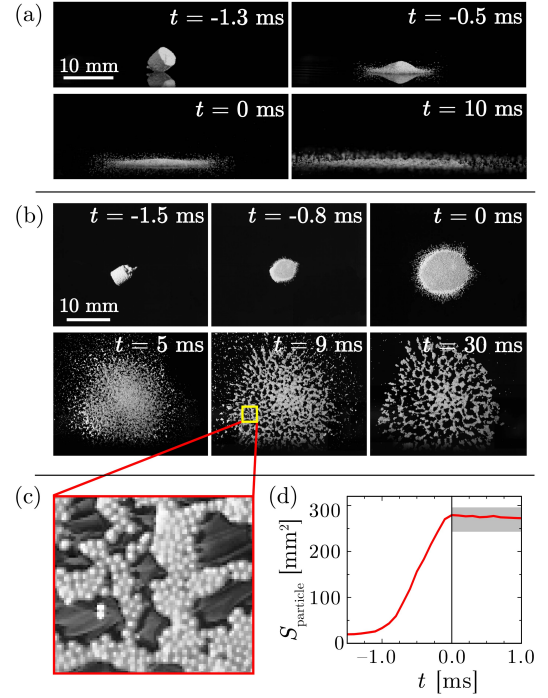 (a)
t = -1.3 ms
t = -0.5 ms
10 mm
t = 0 ms
t = 10 ms
(b)
t = -1.5 ms
t = -0.8 ms
t = 0 ms
10 mm
t = 5 ms
t = 9 ms
t = 30 ms
(c)
(d)
300
200
100
0
S_particle [mm²]
−1.0
0.0
1.0
t [ms]